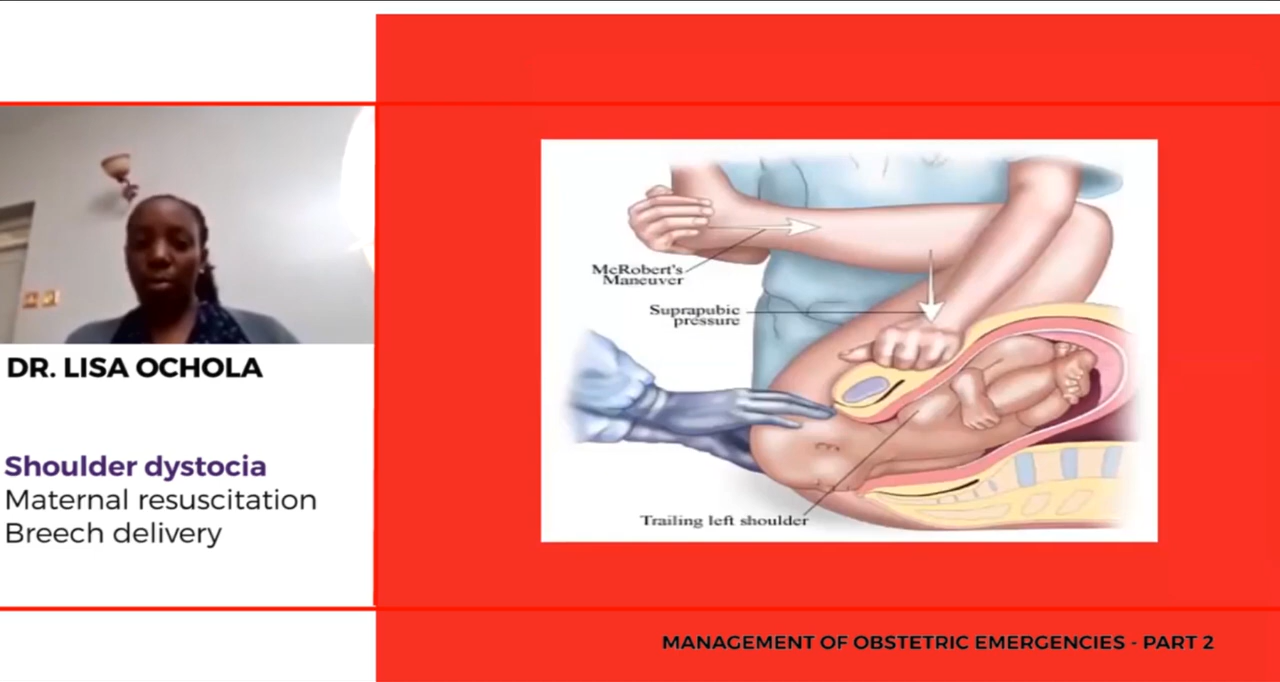 DR. LISA OCHOLA
Shoulder dystocia
Maternal resuscitation
Breech delivery
McRobert's
Maneuver
Suprapubic
pressure
Trailing left shoulder
MANAGEMENT OF OBSTETRIC EMERGENCIES - PART 2